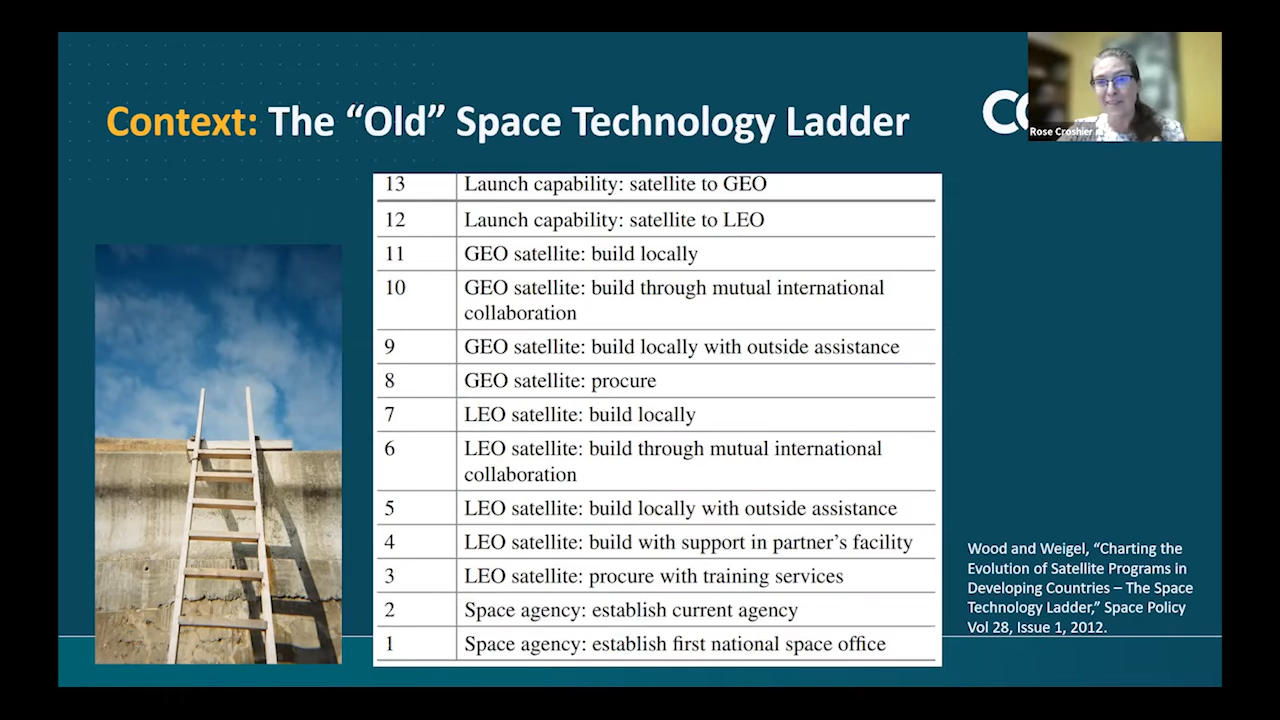 Context: The “Old” Space Technology Ladder
Rose Croshier
13 Launch capability: satellite to GEO
12 Launch capability: satellite to LEO
11 GEO satellite: build locally
10 GEO satellite: build through mutual international
collaboration
9 GEO satellite: build locally with outside assistance
8 GEO satellite: procure
7 LEO satellite: build locally
6 LEO satellite: build through mutual international
collaboration
5 LEO satellite: build locally with outside assistance
4 LEO satellite: build with support in partner’s facility
3 LEO satellite: procure with training services
2 Space agency: establish current agency
1 Space agency: establish first national space office
Wood and Weigel, “Charting the
Evolution of Satellite Programs in
Developing Countries – The Space
Technology Ladder,” Space Policy
Vol 28, Issue 1, 2012.